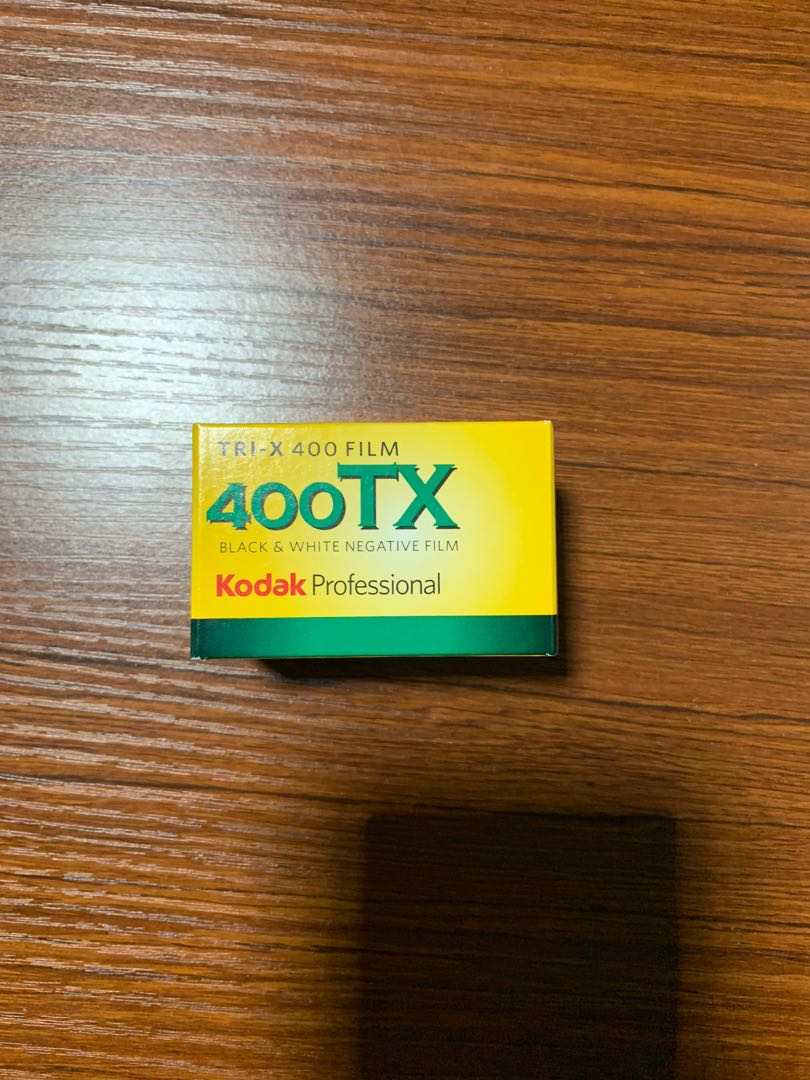 TRI-X 400 FILM
400TX
BLACK & WHITE NEGATIVE FILM
Kodak Professional